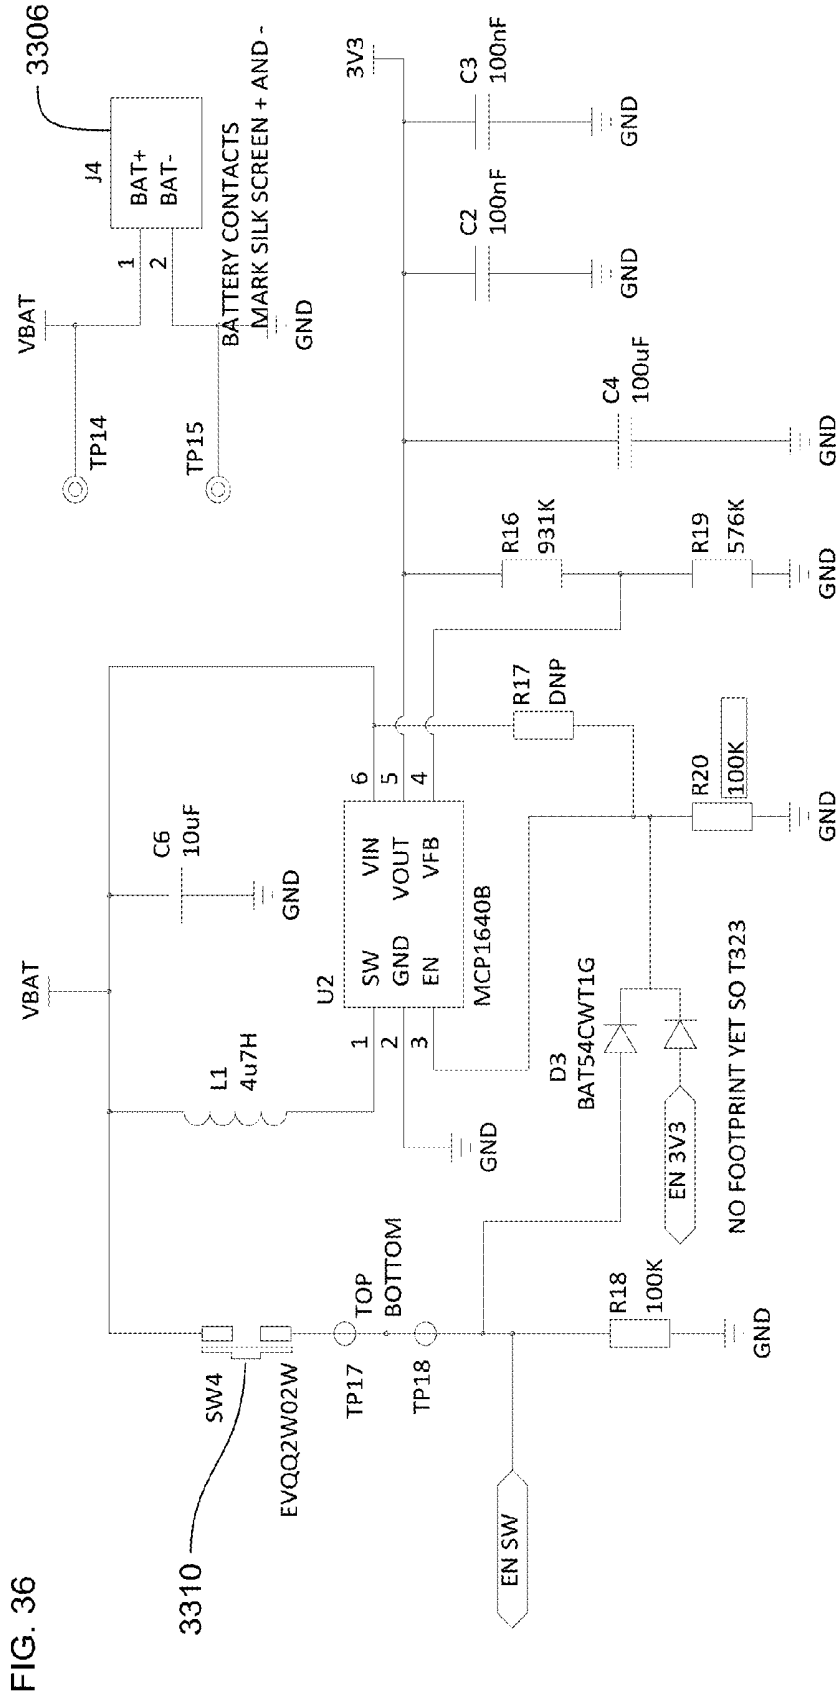 FIG. 36
3310
SW4
EVQQ2W02W
TP17
TOP
BOTTOM
TP18
EN SW
R18
100K
GND
VBAT
L1
4u7H
C6
10uF
GND
U2
SW
GND
EN
VIN
VOUT
VFB
1
2
3
6
5
4
MCP1640B
GND
D3
BAT54CWT1G
EN 3V3
NO FOOTPRINT YET SO T323
R17
DNP
R20
100K
GND
R16
931K
R19
576K
GND
C4
100uF
GND
C2
100nF
GND
C3
100nF
GND
3V3
TP14
TP15
VBAT
1
2
J4
BAT+
BAT-
3306
BATTERY CONTACTS
MARK SILK SCREEN + AND -
GND